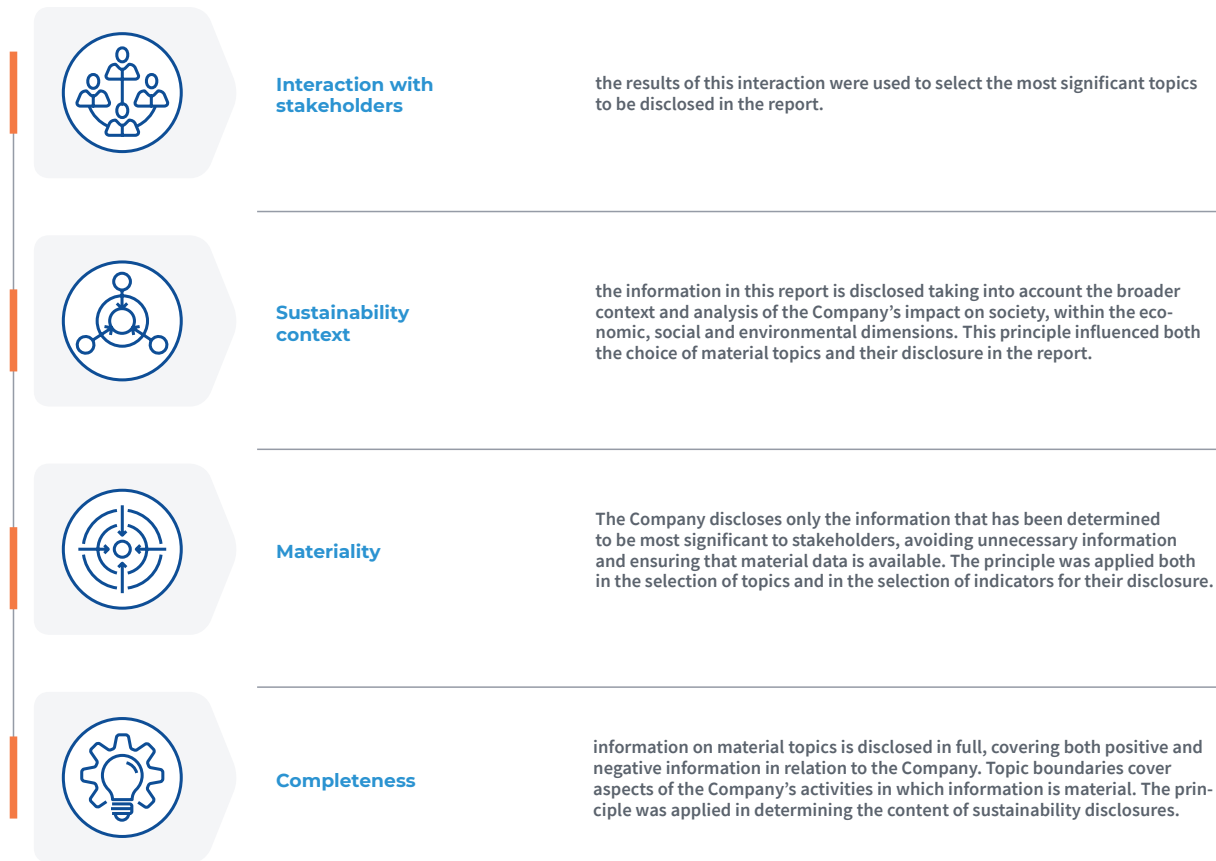 Interaction with
stakeholders
the results of this interaction were used to select the most significant topics
to be disclosed in the report.
Sustainability
context
the information in this report is disclosed taking into account the broader
context and analysis of the Company’s impact on society, within the eco-
nomic, social and environmental dimensions. This principle influenced both
the choice of material topics and their disclosure in the report.
Materiality
The Company discloses only the information that has been determined
to be most significant to stakeholders, avoiding unnecessary information
and ensuring that material data is available. The principle was applied both
in the selection of topics and in the selection of indicators for their disclosure.
Completeness
information on material topics is disclosed in full, covering both positive and
negative information in relation to the Company. Topic boundaries cover
aspects of the Company’s activities in which information is material. The prin-
ciple was applied in determining the content of sustainability disclosures.